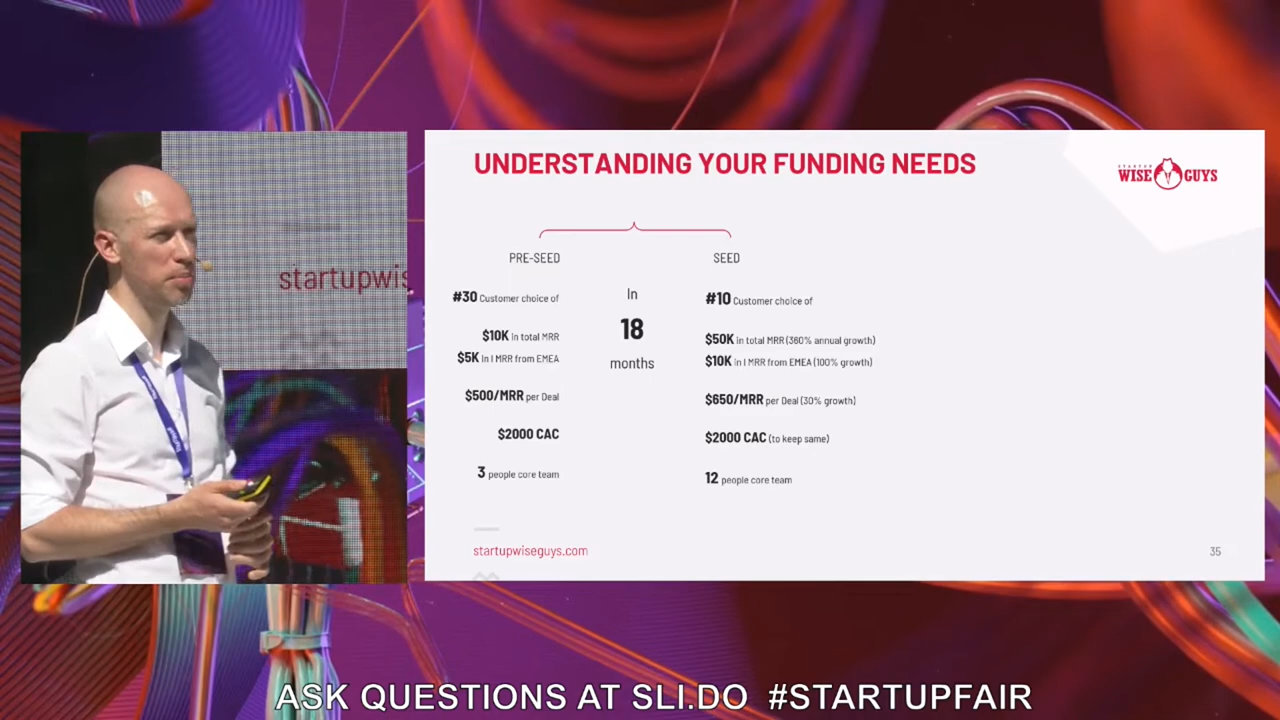 UNDERSTANDING YOUR FUNDING NEEDS
STARTUP
WISE GUYS
startupwis
PRE-SEED
#30 Customer choice of
$10K in total MRR
$5K in I MRR from EMEA
$500/MRR per Deal
$2000 CAC
3 people core team
In
18
months
SEED
#10 Customer choice of
$50K in total MRR (360% annual growth)
$10K in I MRR from EMEA (100% growth)
$650/MRR per Deal (30% growth)
$2000 CAC (to keep same)
12 people core team
startupwiseguys.com
35
ASK QUESTIONS AT SLI.DO #STARTUPFAIR